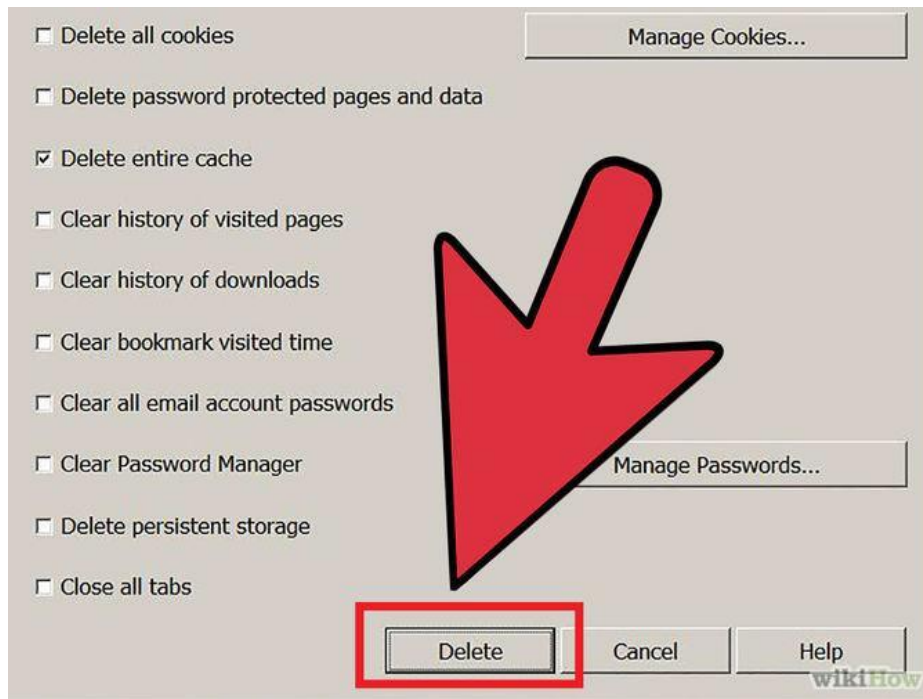 Delete all cookies
Manage Cookies...
Delete password protected pages and data
Delete entire cache
Clear history of visited pages
Clear history of downloads
Clear bookmark visited time
Clear all email account passwords
Clear Password Manager
Manage Passwords...
Delete persistent storage
Close all tabs
Delete
Cancel
Help
wikiHow